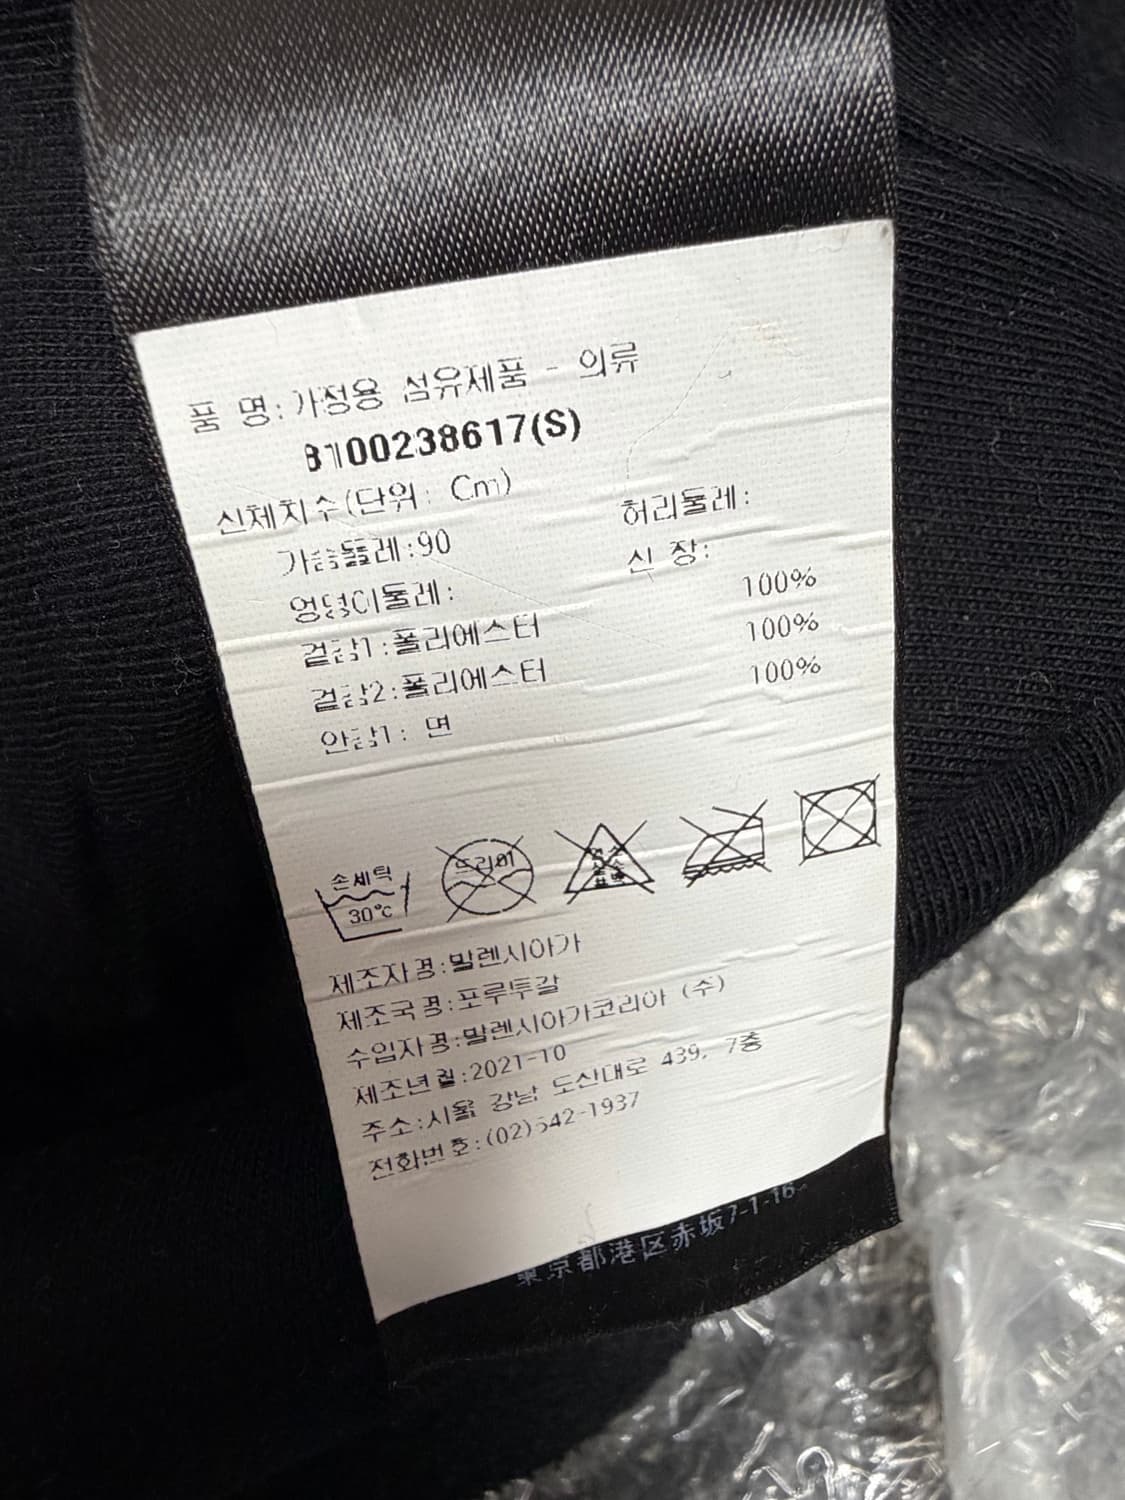 품 명:가정용 섬유제품 - 의류
8100238617(S)
신체치수(단위: Cm)
가슴둘레:90 허리둘레:
엉덩이둘레: 신 장:
겉감1:폴리에스터 100%
겉감2:폴리에스터 100%
안감1: 면 100%
손세탁
30℃
드라이
염소
표백
제조자명:발렌시아가
제조국명:포루투갈
수입자명:발렌시아가코리아 (주)
제조년월:2021-10
주소:서울 강남 도산대로 439, 7층
전화번호:(02)542-1937
東京都港区赤坂7-1-16